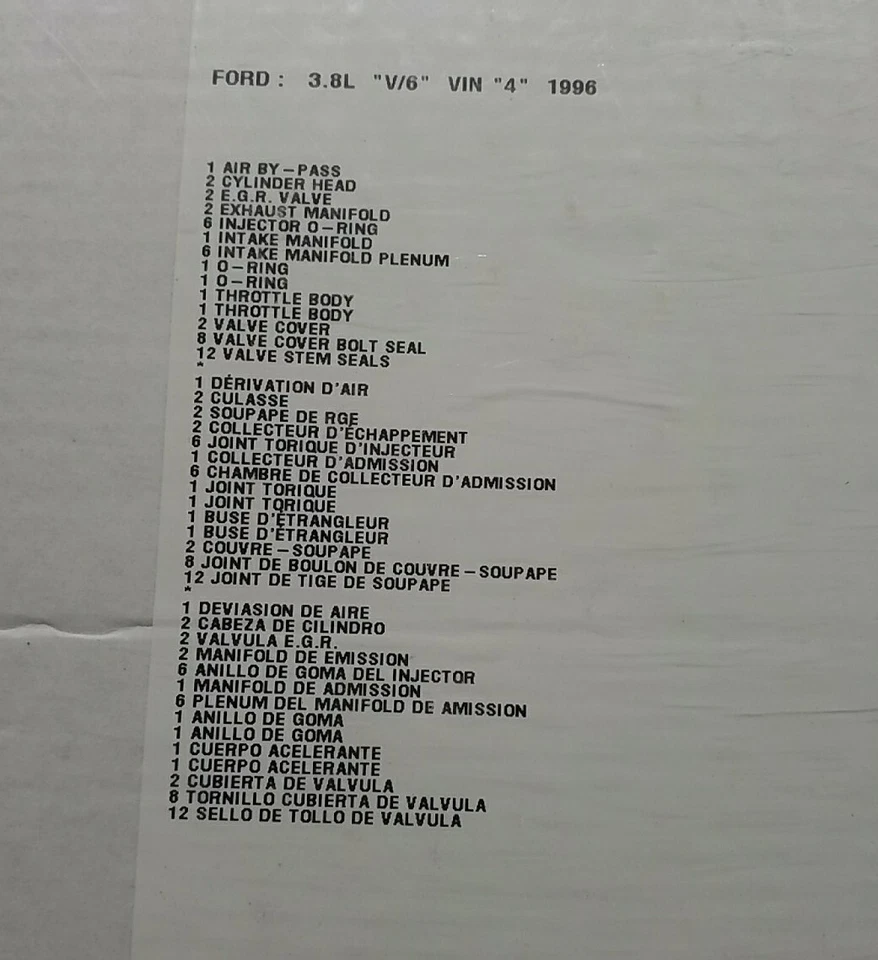 FORD : 3.8L "V/6" VIN "4" 1996
1 AIR BY-PASS
2 CYLINDER HEAD
2 E.G.R. VALVE
2 EXHAUST MANIFOLD
6 INJECTOR O-RING
1 INTAKE MANIFOLD
6 INTAKE MANIFOLD PLENUM
1 O-RING
1 O-RING
1 THROTTLE BODY
1 THROTTLE BODY
2 VALVE COVER
8 VALVE COVER BOLT SEAL
12 VALVE STEM SEALS
*
1 DÉRIVATION D'AIR
2 CULASSE
2 SOUPAPE DE RGE
2 COLLECTEUR D'ÉCHAPPEMENT
6 JOINT TORIQUE D'INJECTEUR
1 COLLECTEUR D'ADMISSION
6 CHAMBRE DE COLLECTEUR D'ADMISSION
1 JOINT TORIQUE
1 JOINT TORIQUE
1 BUSE D'ÉTRANGLEUR
1 BUSE D'ÉTRANGLEUR
2 COUVRE-SOUPAPE
8 JOINT DE BOULON DE COUVRE-SOUPAPE
12 JOINT DE TIGE DE SOUPAPE
*
1 DEVIASION DE AIRE
2 CABEZA DE CILINDRO
2 VALVULA E.G.R.
2 MANIFOLD DE EMISSION
6 ANILLO DE GOMA DEL INJECTOR
1 MANIFOLD DE ADMISSION
6 PLENUM DEL MANIFOLD DE AMISSION
1 ANILLO DE GOMA
1 ANILLO DE GOMA
1 CUERPO ACELERANTE
1 CUERPO ACELERANTE
2 CUBIERTA DE VALVULA
8 TORNILLO CUBIERTA DE VALVULA
12 SELLO DE TOLLO DE VALVULA